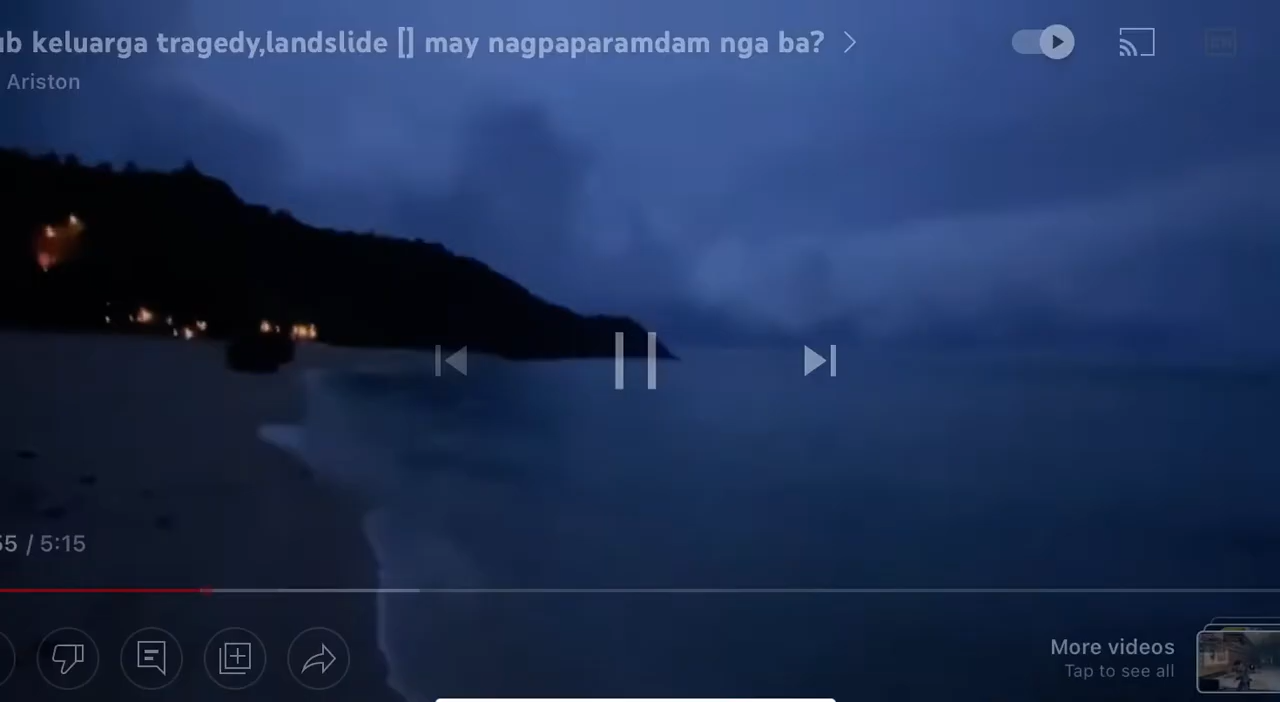 ub keluarga tragedy,landslide [] may nagpaparamdam nga ba?
Ariston
55 / 5:15
More videos
Tap to see all